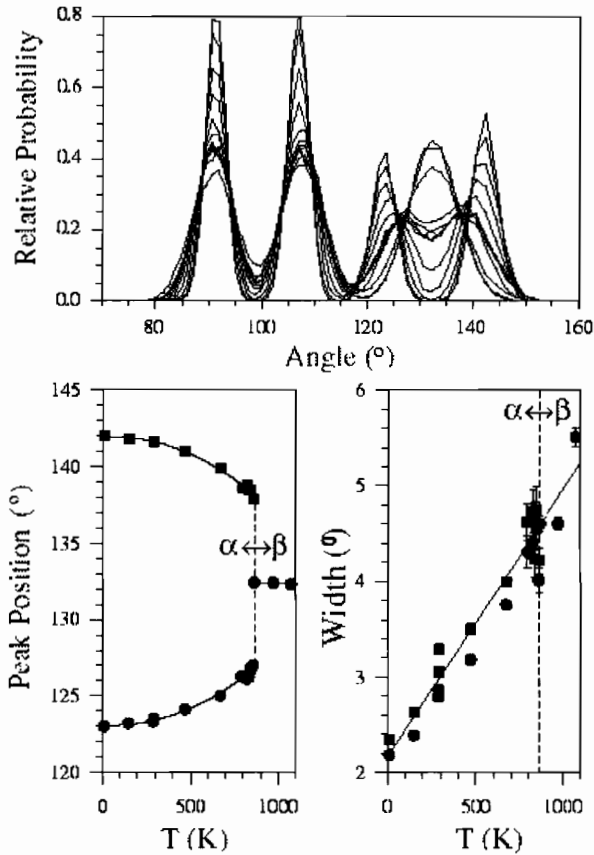 0.8
0.6
0.4
0.2
0.0
Relative Probability
80 100 120 140 160
Angle (°)
145
140
135
130
125
120
Peak Position (°)
α↔β
0 500 1000
T (K)
6
5
4
3
2
Width (°)
α↔β
0 500 1000
T (K)